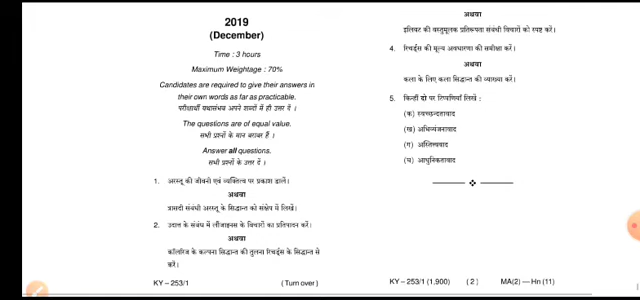 2019
(December)
Time : 3 hours
Maximum Weightage : 70%
Candidates are required to give their answers in
their own words as far as practicable.
परीक्षार्थी यथासंभव अपने शब्दों में ही उत्तर दें ।
The questions are of equal value.
सभी प्रश्नों के मान बराबर हैं ।
Answer all questions.
सभी प्रश्नों के उत्तर दें ।
1. अरस्तू की जीवनी एवं व्यक्तित्व पर प्रकाश डालें।
अथवा
त्रासदी संबंधी अरस्तू के सिद्धान्त को संक्षेप में लिखें।
2. उदात्त के संबंध में लौंजाइनस के विचारों का प्रतिपादन करें।
अथवा
कॉलरिज के कल्पना सिद्धान्त की तुलना रिचर्ड्स के सिद्धान्त से
करें।
KY – 253/1 (Turn over)
अथवा
इलियट की वस्तुमूलक प्रतिरूपता संबंधी विचारों को स्पष्ट करें।
4. रिचर्ड्स की मूल्य अवधारणा की समीक्षा करें।
अथवा
कला के लिए कला सिद्धान्त की व्याख्या करें।
5. किन्हीं दो पर टिप्पणियाँ लिखें :
(क) स्वच्छन्दतावाद
(ख) अभिव्यंजनावाद
(ग) अस्तित्ववाद
(घ) आधुनिकतावाद
KY – 253/1 (1,900) ( 2 ) MA(2) — Hn (11)